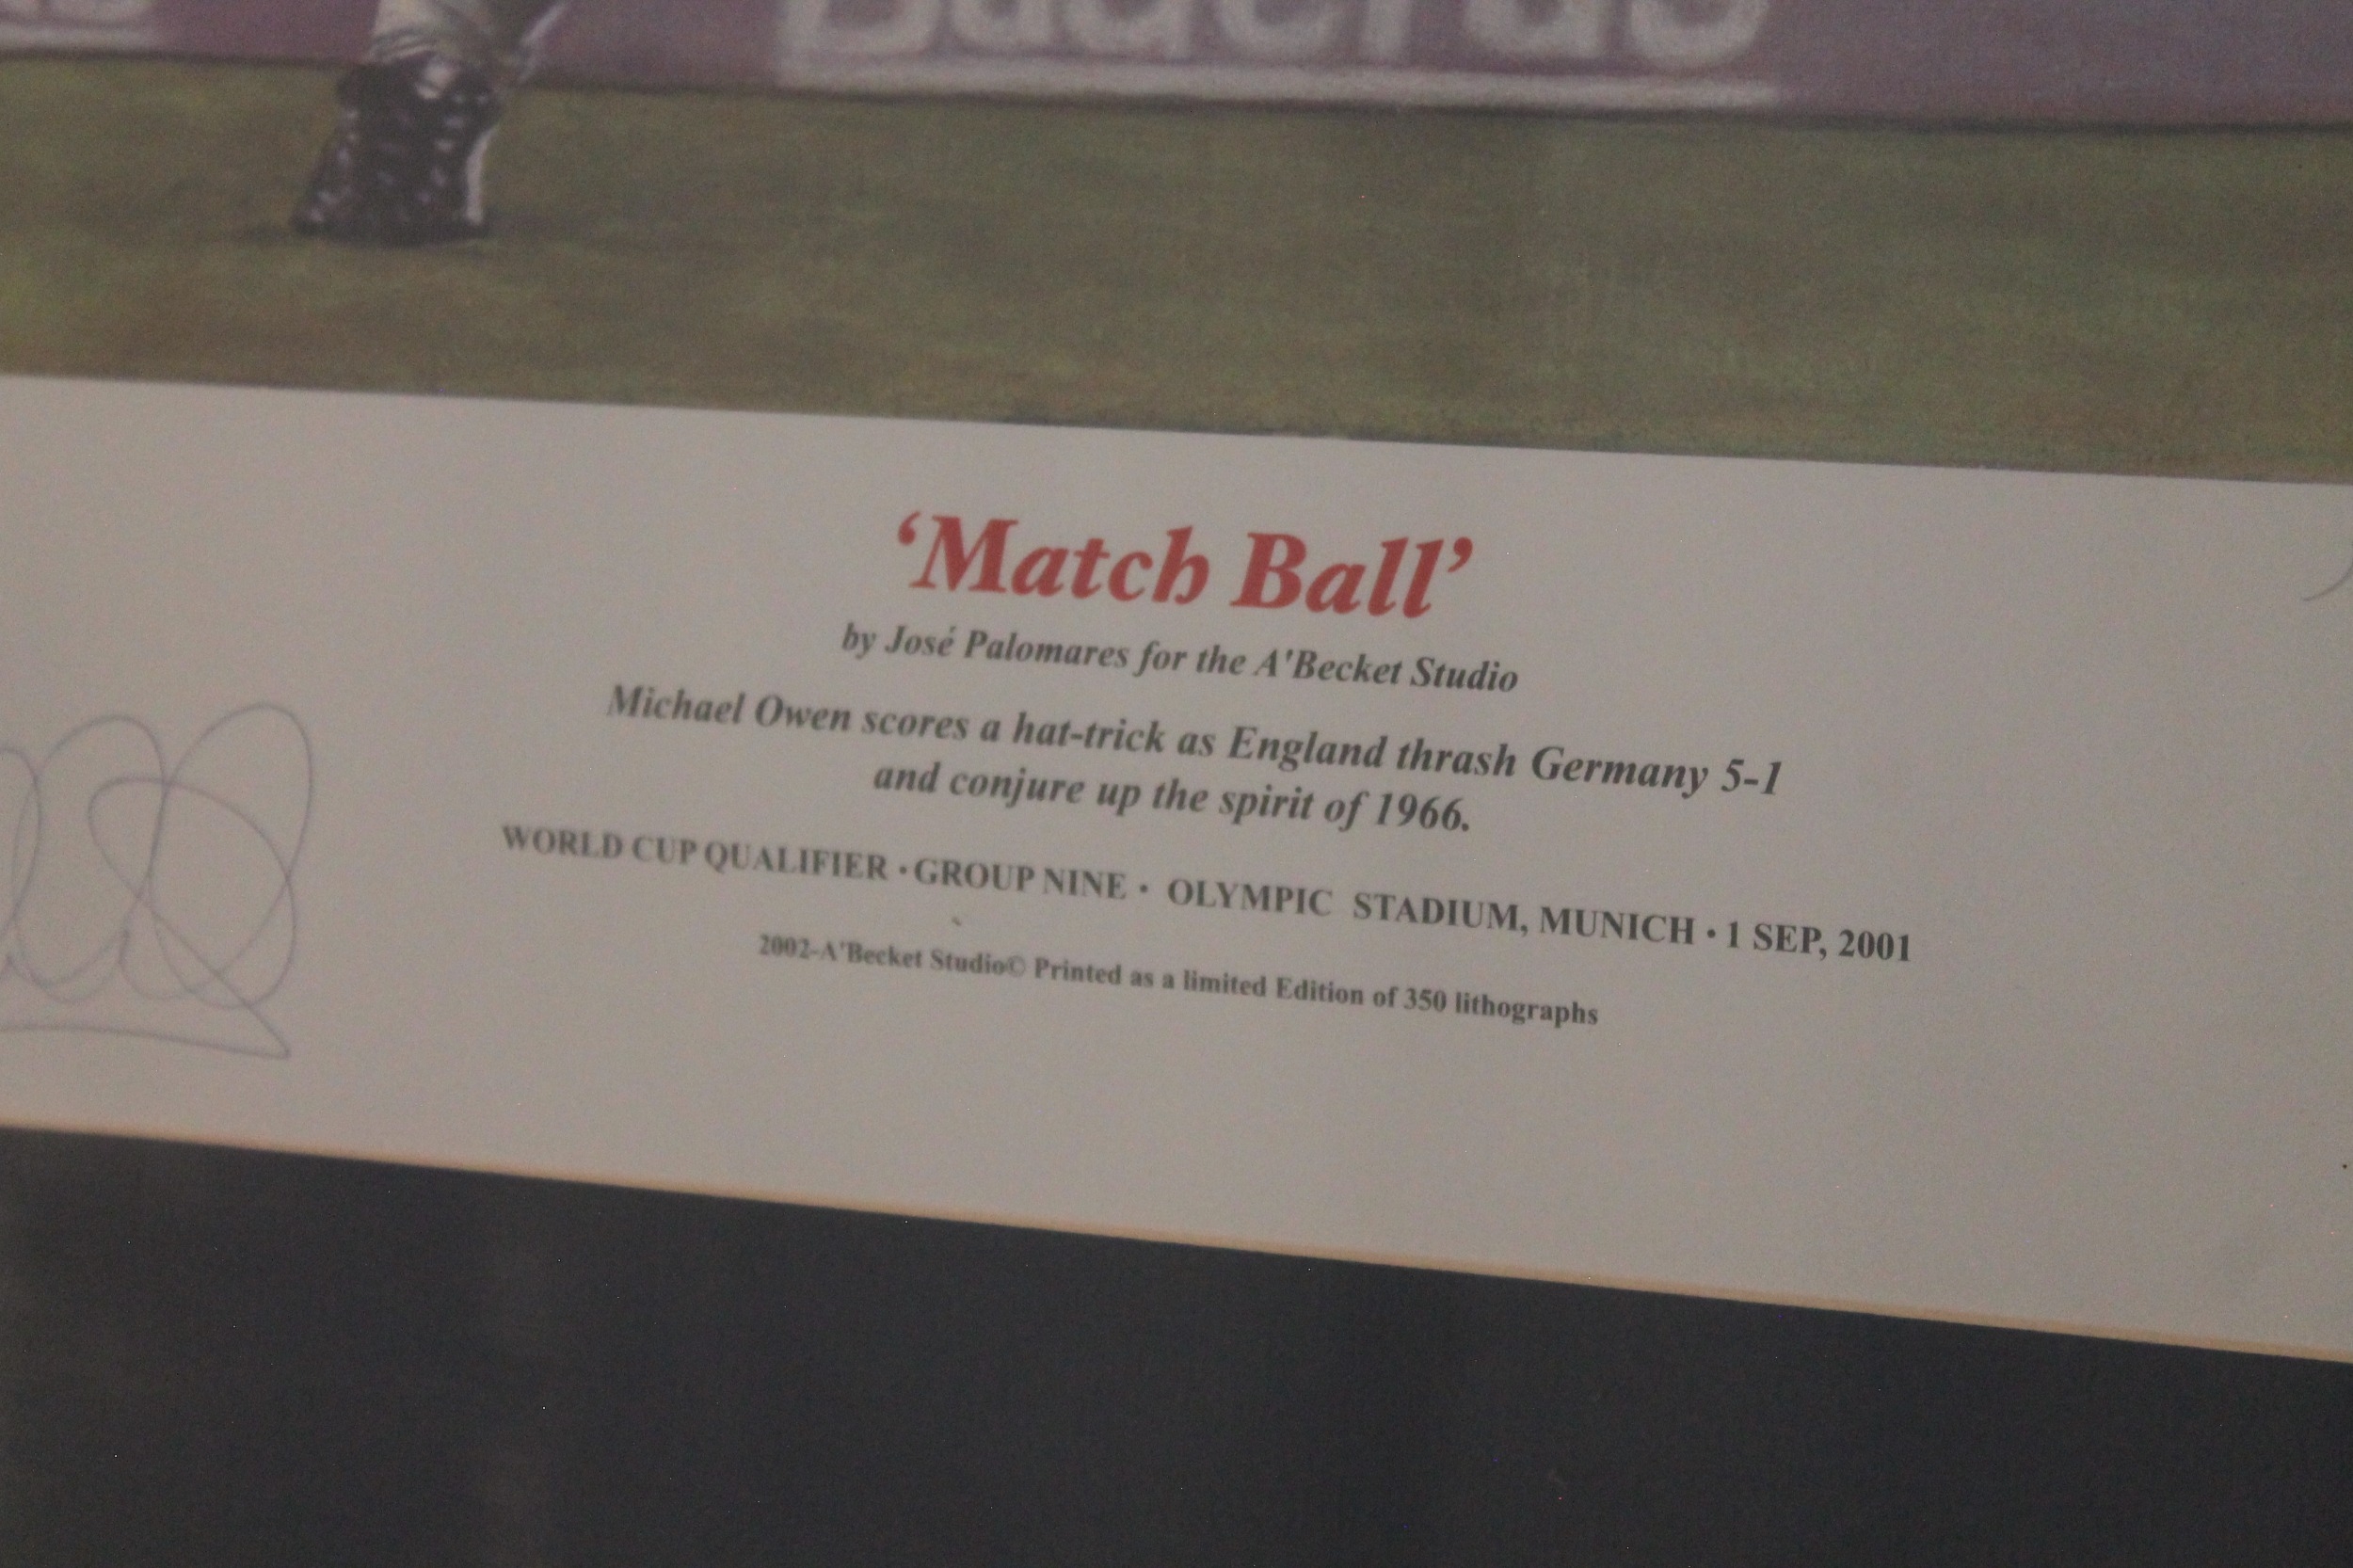 ‘Match Ball’
by José Palomares for the A'Becket Studio
Michael Owen scores a hat-trick as England thrash Germany 5-1
and conjure up the spirit of 1966.
WORLD CUP QUALIFIER • GROUP NINE • OLYMPIC STADIUM, MUNICH • 1 SEP, 2001
2002-A'Becket Studio© Printed as a limited Edition of 350 lithographs